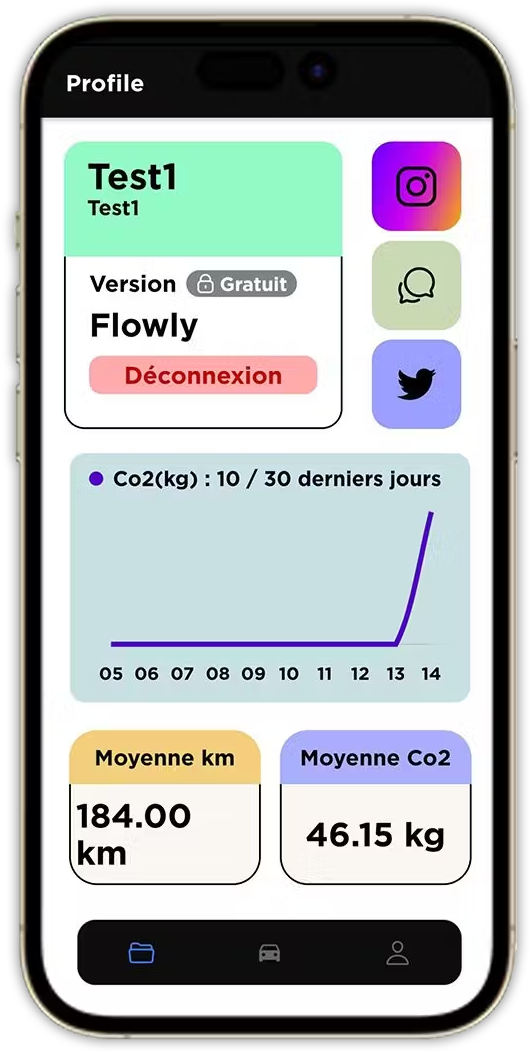 Profile
Test1
Test1
Version Gratuit
Flowly
Déconnexion
Co2(kg) : 10 / 30 derniers jours
05 06 07 08 09 10 11 12 13 14
Moyenne km
184.00
km
Moyenne Co2
46.15 kg